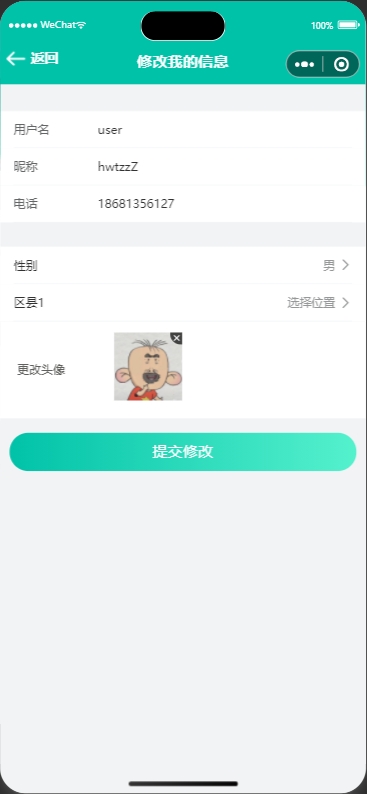 WeChat
100%
返回
修改我的信息
用户名 user
昵称 hwtzzZ
电话 18681356127
性别 男
区县1 选择位置
更改头像
提交修改